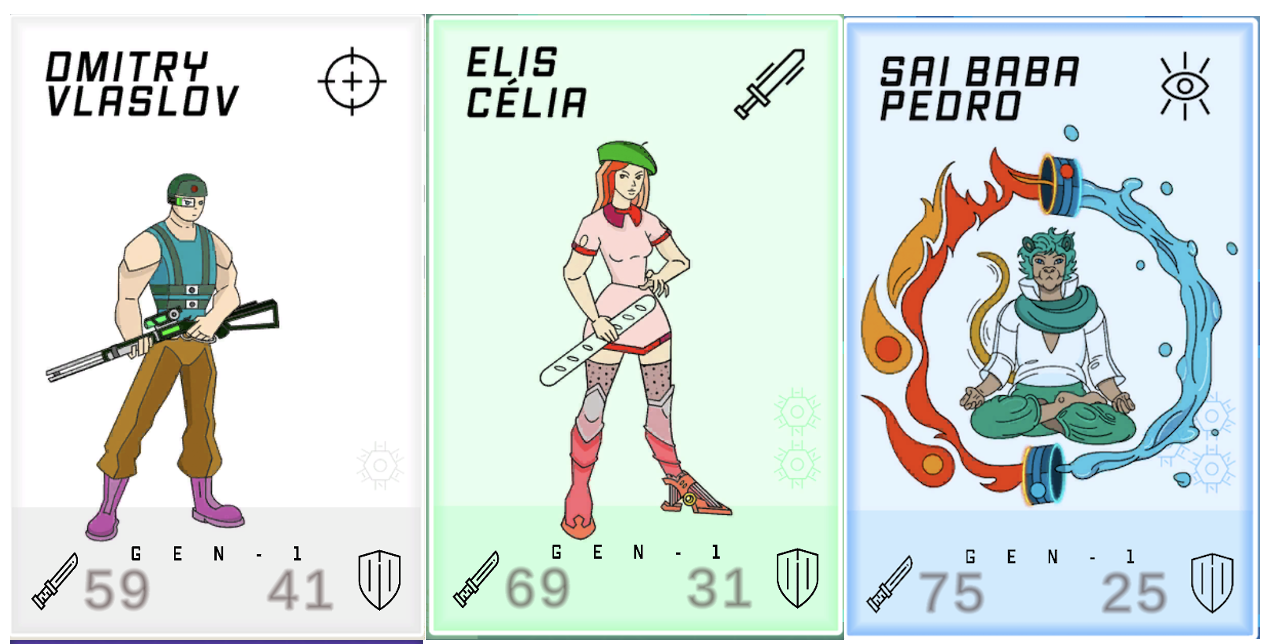 DMITRY
VLASLOV
GEN-1
59 41
ELIS
CÉLIA
GEN-1
69 31
SAI BABA
PEDRO
GEN-1
75 25